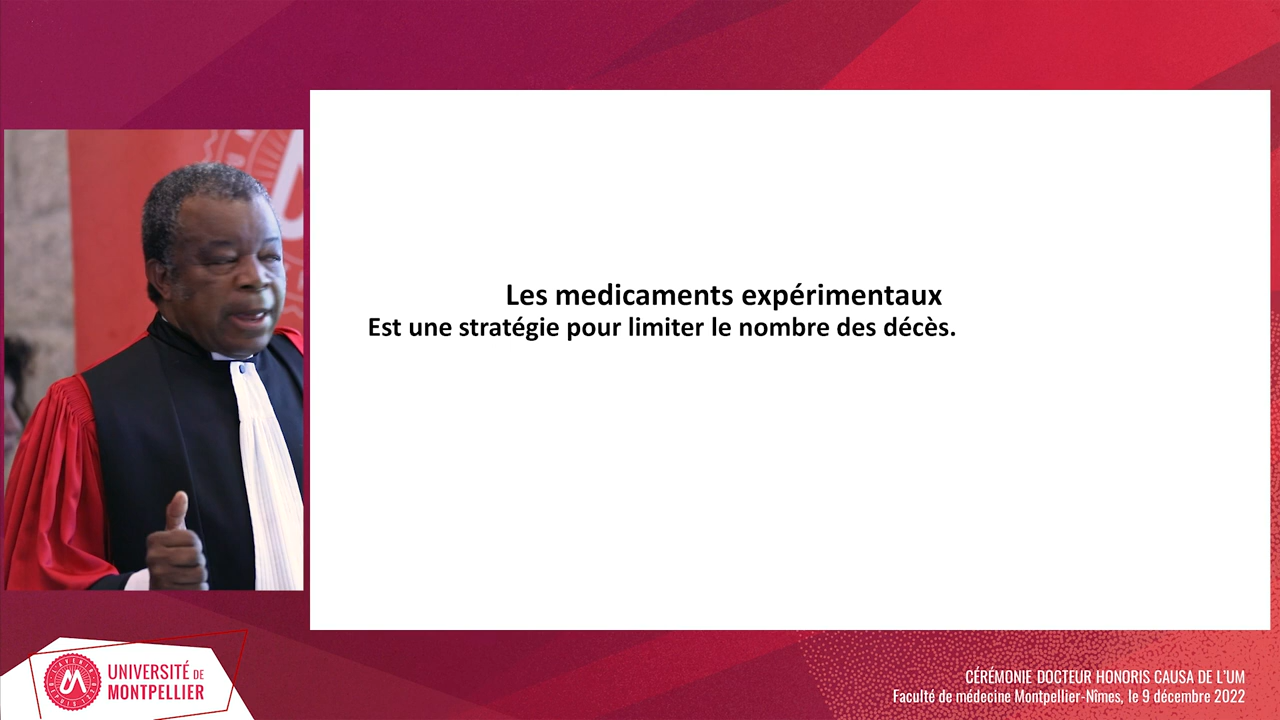 Les medicaments expérimentaux
Est une stratégie pour limiter le nombre des décès.
UNIVERSITÉ DE
MONTPELLIER
CÉRÉMONIE DOCTEUR HONORIS CAUSA DE L'UM
Faculté de médecine Montpellier-Nîmes, le 9 décembre 2022